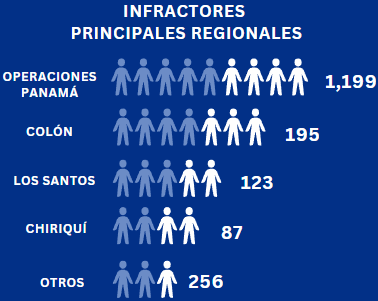 INFRACTORES
PRINCIPALES REGIONALES
OPERACIONES
PANAMÁ
1,199
COLÓN
195
LOS SANTOS
123
CHIRIQUÍ
87
OTROS
256